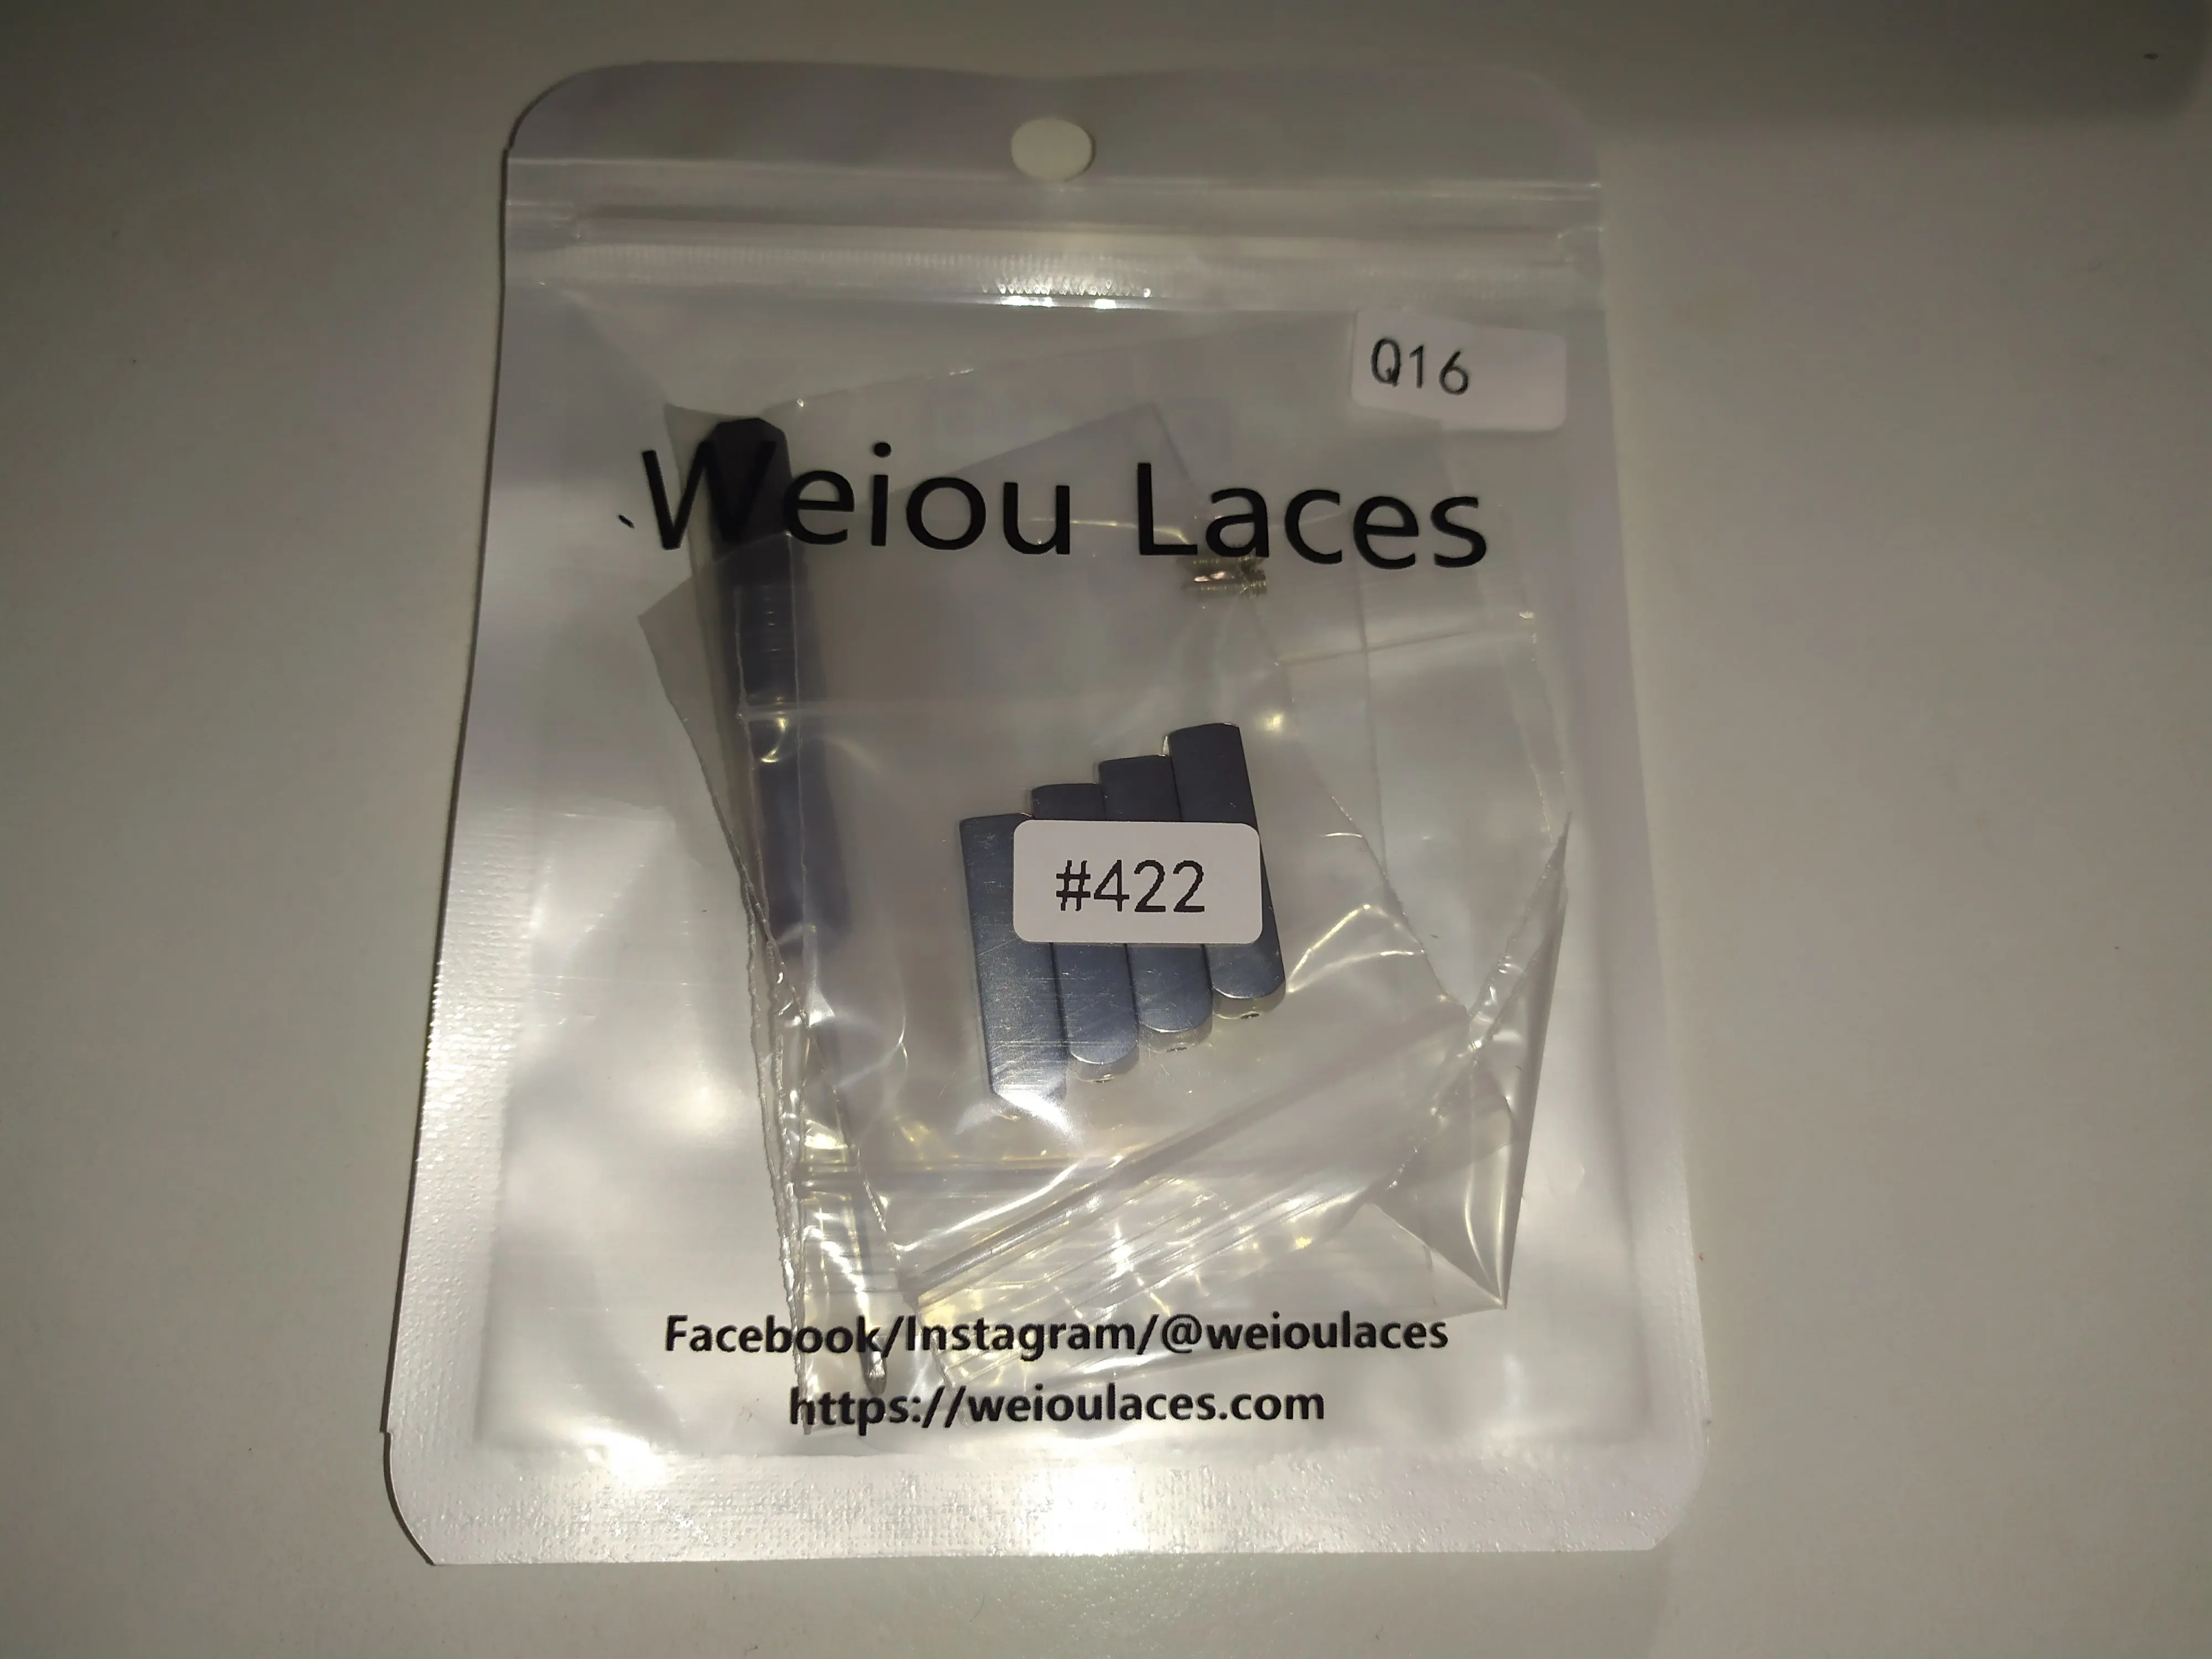 Q16
Weiou Laces
#422
Facebook/Instagram/@weioulaces
https://weioulaces.com